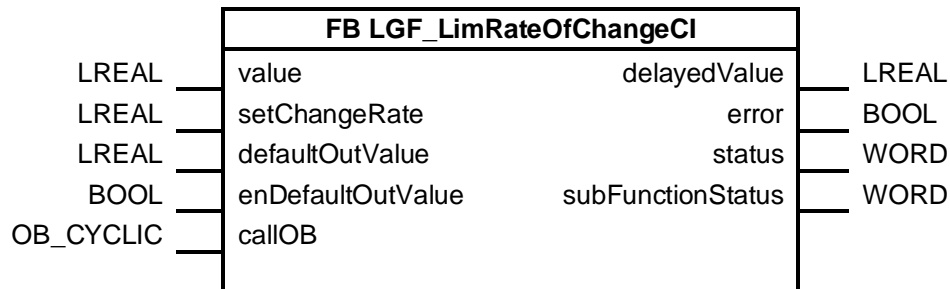 FB LGF_LimRateOfChangeCI
LREAL value delayedValue LREAL
LREAL setChangeRate error BOOL
LREAL defaultOutValue status WORD
BOOL enDefaultOutValue subFunctionStatus WORD
OB_CYCLIC callOB